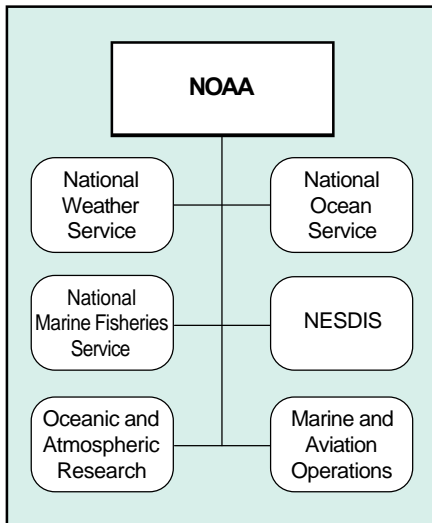 NOAA
National
Weather
Service
National
Ocean
Service
National
Marine Fisheries
Service
NESDIS
Oceanic and
Atmospheric
Research
Marine and
Aviation
Operations